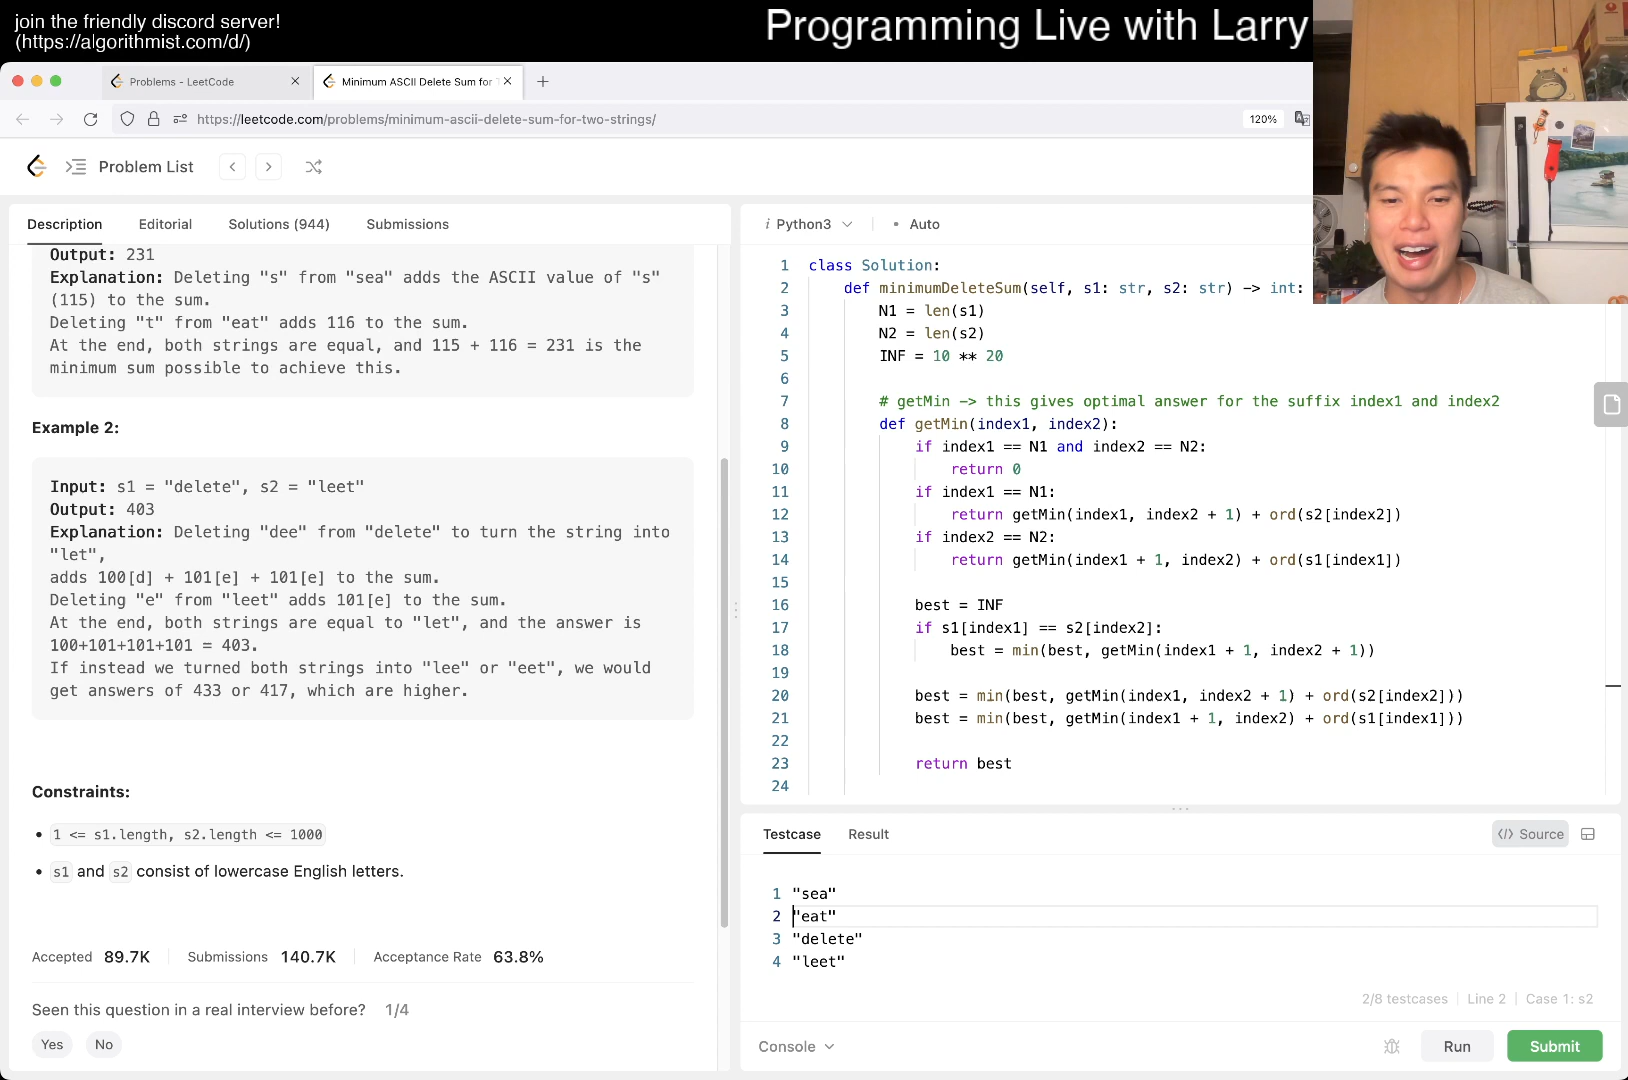 join the friendly discord server!
(https://algorithmist.com/d/)
Programming Live with Larry
Problems - LeetCode
Minimum ASCII Delete Sum for
https://leetcode.com/problems/minimum-ascii-delete-sum-for-two-strings/
120%
Problem List
Description
Editorial
Solutions (944)
Submissions
Output: 231
Explanation: Deleting "s" from "sea" adds the ASCII value of "s"
(115) to the sum.
Deleting "t" from "eat" adds 116 to the sum.
At the end, both strings are equal, and 115 + 116 = 231 is the
minimum sum possible to achieve this.
Example 2:
Input: s1 = "delete", s2 = "leet"
Output: 403
Explanation: Deleting "dee" from "delete" to turn the string into
"let",
adds 100[d] + 101[e] + 101[e] to the sum.
Deleting "e" from "leet" adds 101[e] to the sum.
At the end, both strings are equal to "let", and the answer is
100+101+101+101 = 403.
If instead we turned both strings into "lee" or "eet", we would
get answers of 433 or 417, which are higher.
Constraints:
• 1 <= s1.length, s2.length <= 1000
• s1 and s2 consist of lowercase English letters.
Accepted 89.7K Submissions 140.7K Acceptance Rate 63.8%
Seen this question in a real interview before? 1/4
Yes No
i Python3 • Auto
1 class Solution:
2 def minimumDeleteSum(self, s1: str, s2: str) -> int:
3 N1 = len(s1)
4 N2 = len(s2)
5 INF = 10 ** 20
6
7 # getMin -> this gives optimal answer for the suffix index1 and index2
8 def getMin(index1, index2):
9 if index1 == N1 and index2 == N2:
10 return 0
11 if index1 == N1:
12 return getMin(index1, index2 + 1) + ord(s2[index2])
13 if index2 == N2:
14 return getMin(index1 + 1, index2) + ord(s1[index1])
15
16 best = INF
17 if s1[index1] == s2[index2]:
18 best = min(best, getMin(index1 + 1, index2 + 1))
19
20 best = min(best, getMin(index1, index2 + 1) + ord(s2[index2]))
21 best = min(best, getMin(index1 + 1, index2) + ord(s1[index1]))
22
23 return best
24
Testcase
Result
</> Source
1 "sea"
2 "eat"
3 "delete"
4 "leet"
2/8 testcases | Line 2 | Case 1: s2
Console
Run
Submit